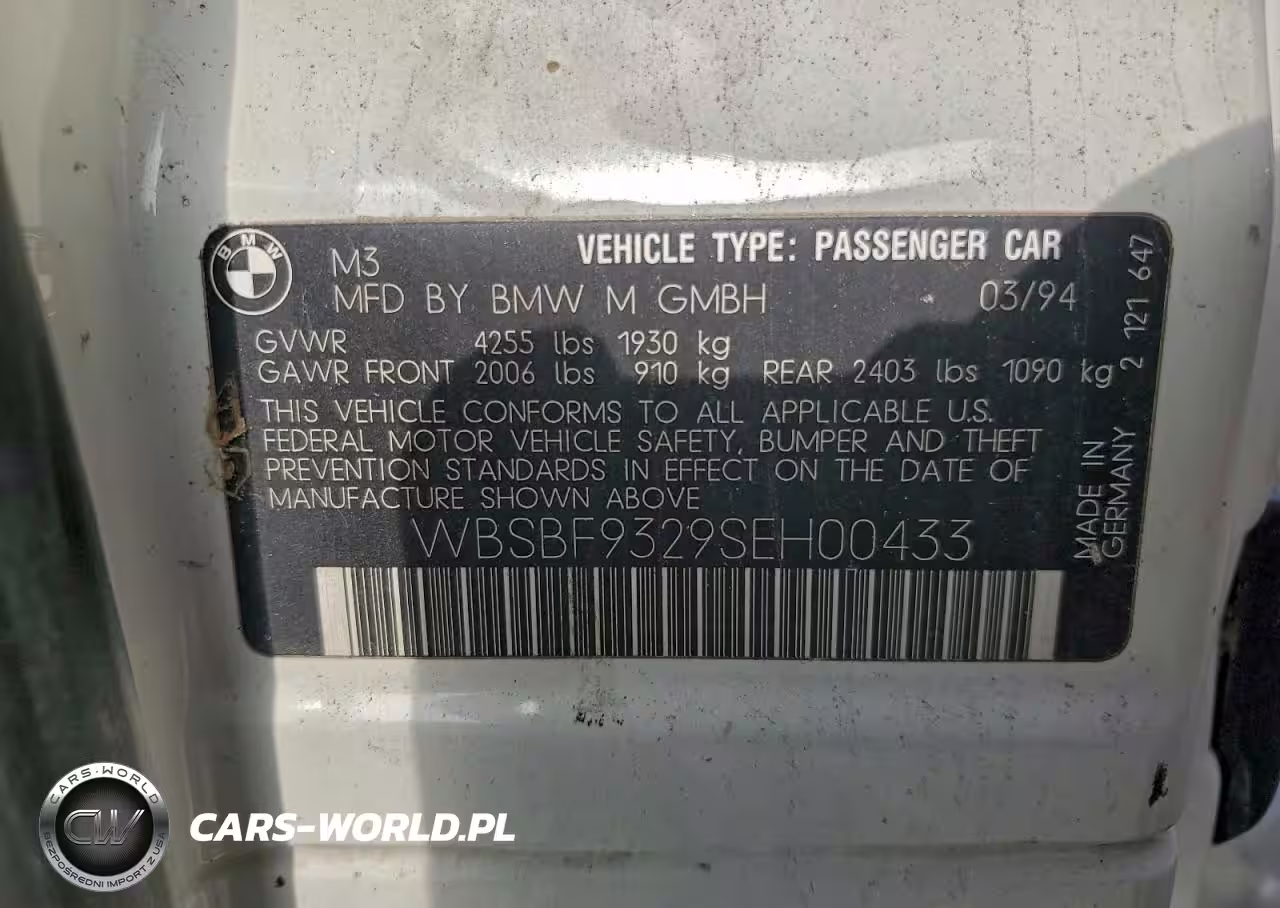 BMW
M3
VEHICLE TYPE: PASSENGER CAR
MFD BY BMW M GMBH
03/94
GVWR 4255 lbs 1930 kg
GAWR FRONT 2006 lbs 910 kg REAR 2403 lbs 1090 kg
THIS VEHICLE CONFORMS TO ALL APPLICABLE U.S.
FEDERAL MOTOR VEHICLE SAFETY, BUMPER AND THEFT
PREVENTION STANDARDS IN EFFECT ON THE DATE OF
MANUFACTURE SHOWN ABOVE
WBSBF9329SEH00433
MADE IN
GERMANY 2 121 647
CARS-WORLD
CW
BEZPOŚREDNI IMPORT Z USA
CARS-WORLD.PL